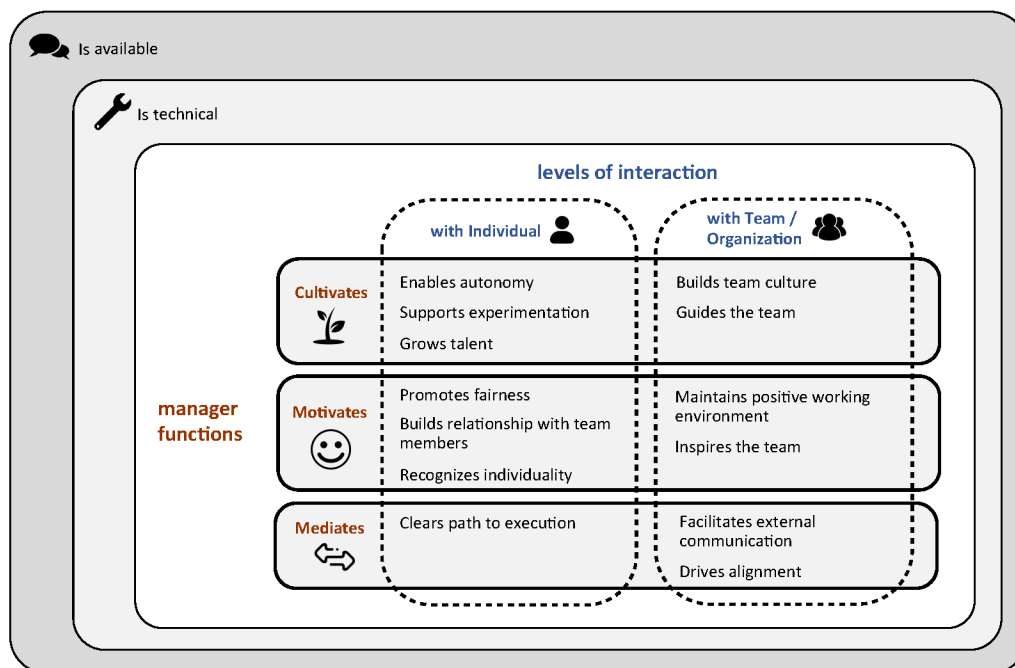 Is available
Is technical
levels of interaction
with Individual
with Team /
Organization
manager
functions
Cultivates
Enables autonomy
Supports experimentation
Grows talent
Builds team culture
Guides the team
Motivates
Promotes fairness
Builds relationship with team
members
Recognizes individuality
Maintains positive working
environment
Inspires the team
Mediates
Clears path to execution
Facilitates external
communication
Drives alignment